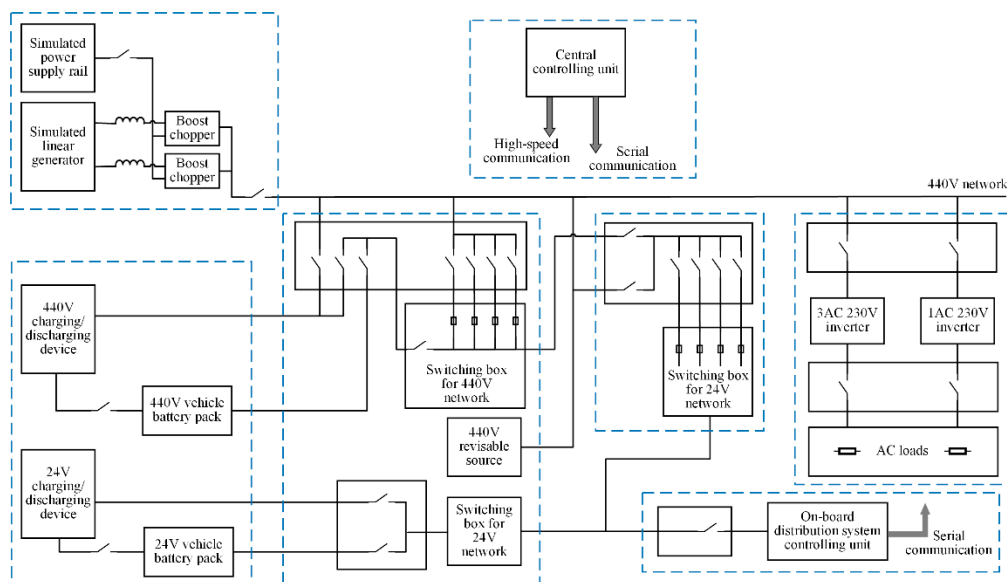 Simulated
power
supply rail
Simulated
linear
generator
Boost
chopper
Boost
chopper
Central
controlling
unit
High-speed
communication
Serial
communication
440V network
440V
charging/
discharging
device
440V vehicle
battery pack
Switching box
for 440V
network
Switching box
for 24V
network
3AC 230V
inverter
1AC 230V
inverter
440V
revisable
source
AC loads
24V
charging/
discharging
device
24V vehicle
battery pack
Switching
box for 24V
network
On-board
distribution system
controlling unit
Serial
communication